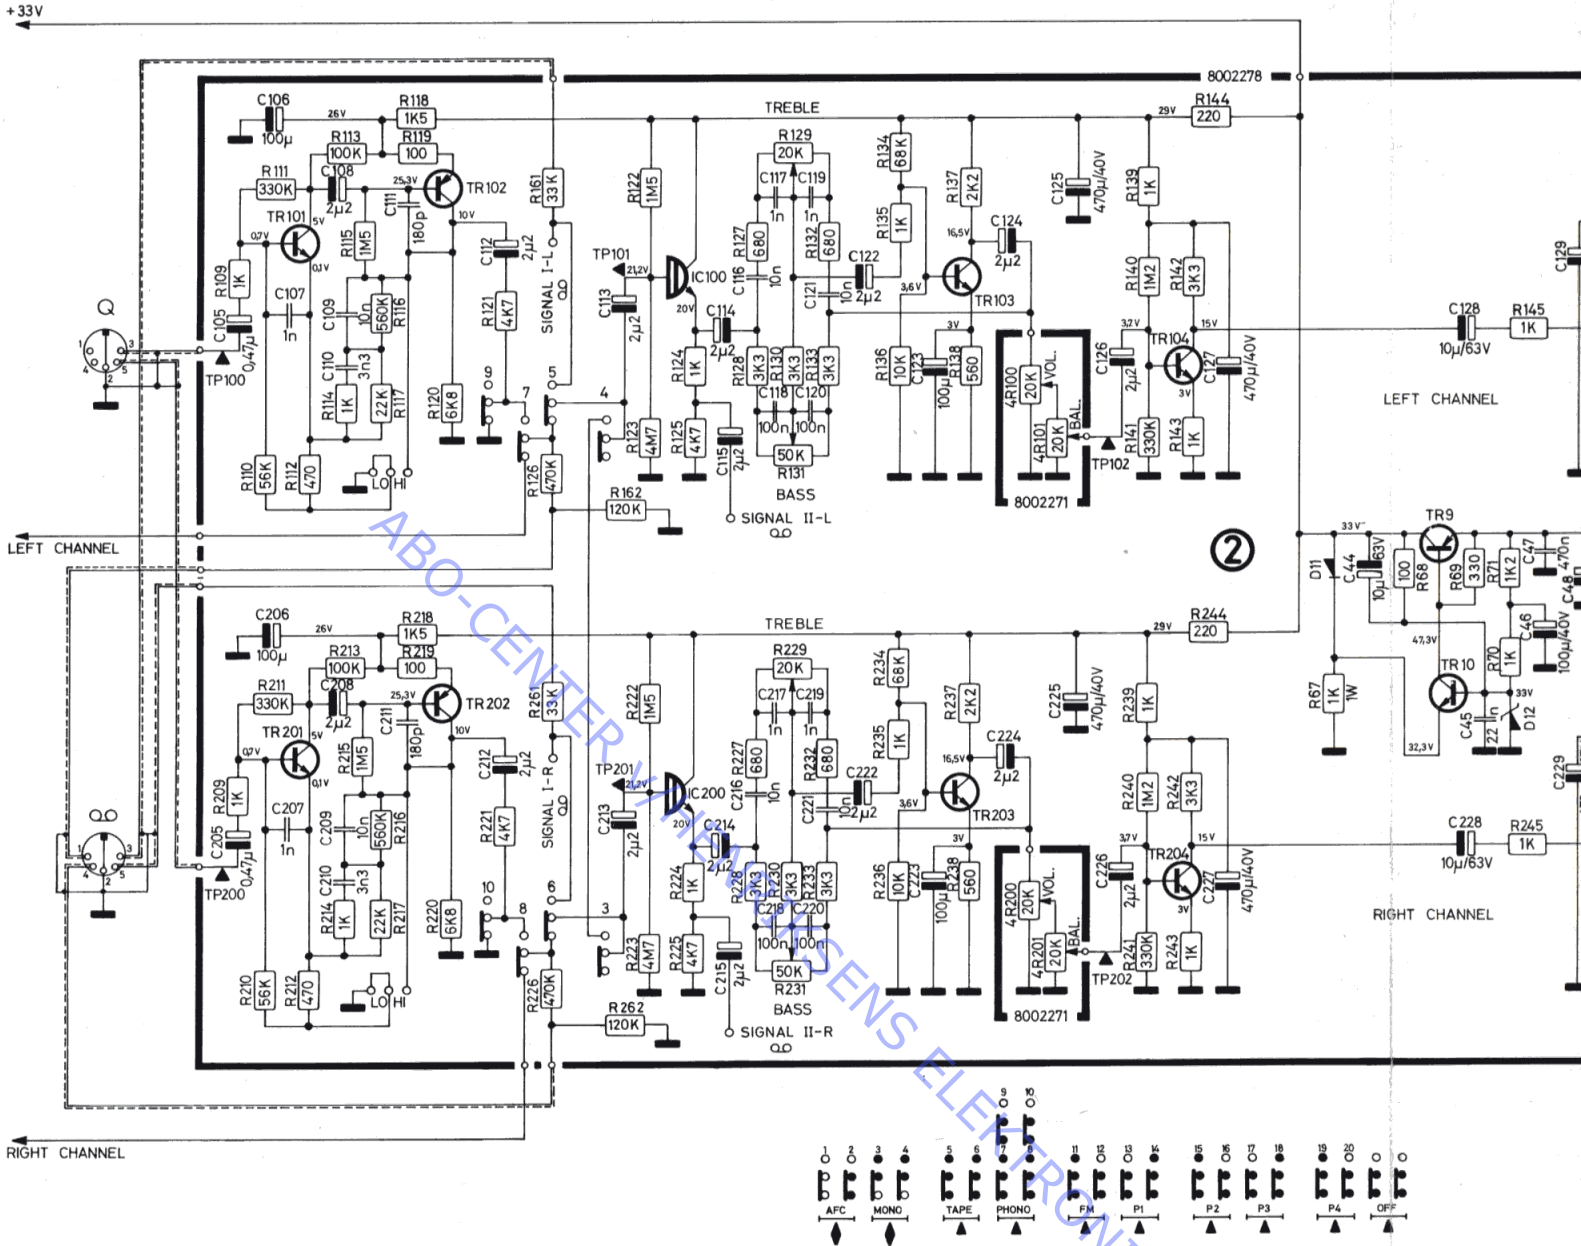 +33V
8002278
C106
100μ
26V
R118
1K5
R113
100K
R119
100
R111
330K
C108
2μ2
25,3V
C111
180p
TR102
10V
TR101
5V
0,7V
0,1V
R115
1M5
R109
1K
C107
1n
C105
0,47μ
C109
10n
560K
R116
C110
3n3
R114
1K
22K
R117
R110
56K
R112
470
LO
HI
R120
6K8
C112
2μ2
R121
4K7
R161
33K
SIGNAL I-L
9
7
5
4
R126
470K
R162
120K
Q
1
3
4
5
2
TP100
LEFT CHANNEL
TREBLE
R122
1M5
TP101
21,2V
C113
2μ2
IC100
20V
C114
2μ2
R124
1K
R123
4M7
R125
4K7
C115
2μ2
SIGNAL II-L
R129
20K
C117
1n
C119
1n
R127
680
R132
680
C116
10n
C121
10n
C122
2μ2
R128
3K3
R130
3K3
R133
3K3
C118
100n
C120
100n
50K
R131
BASS
R134
68K
R135
1K
R137
2K2
16,5V
C124
2μ2
3,6V
TR103
3V
R136
10K
C123
100μ
R138
560
4R100
20K
VOL.
4R101
20K
BAL.
8002271
TP102
C125
470μ/40V
29V
R144
220
R139
1K
R140
1M2
R142
3K3
3,7V
15V
TR104
3V
C126
2μ2
C127
470μ/40V
R141
330K
R143
1K
C128
10μ/63V
R145
1K
C129
LEFT CHANNEL
2
33V
TR9
D11
C44
10μ
63V
100
R68
R69
330
R71
1K2
C47
470n
C48
C46
100μ/40V
47,3V
R70
1K
TR10
33V
D12
C45
22n
32,3V
R67
1K
1W
C206
100μ
26V
R218
1K5
R213
100K
R219
100
R211
330K
C208
2μ2
25,3V
C211
180p
TR202
10V
TR201
5V
0,7V
0,1V
R215
1M5
R209
1K
C207
1n
C205
0,47μ
C209
10n
560K
R216
C210
3n3
R214
1K
22K
R217
R210
56K
R212
470
LO
HI
R220
6K8
C212
2μ2
R221
4K7
R261
33K
SIGNAL I-R
10
8
6
3
R226
470K
R262
120K
1
3
4
5
2
TP200
RIGHT CHANNEL
TREBLE
R222
1M5
TP201
21,2V
C213
2μ2
IC200
20V
C214
2μ2
R224
1K
R223
4M7
R225
4K7
C215
2μ2
SIGNAL II-R
R229
20K
C217
1n
C219
1n
R227
680
R232
680
C216
10n
C221
10n
C222
2μ2
R228
3K3
R230
3K3
R233
3K3
C218
100n
C220
100n
50K
R231
BASS
R234
68K
R235
1K
R237
2K2
16,5V
C224
2μ2
3,6V
TR203
3V
R236
10K
C223
100μ
R238
560
4R200
20K
VOL.
4R201
20K
BAL.
8002271
TP202
C225
470μ/40V
29V
R244
220
R239
1K
R240
1M2
R242
3K3
3,7V
15V
TR204
3V
C226
2μ2
C227
470μ/40V
R241
330K
R243
1K
C228
10μ/63V
R245
1K
C229
RIGHT CHANNEL
9 10
1 2 3 4 5 6 7 8 11 12 13 14 15 16 17 18 19 20
AFC MONO TAPE PHONO FM P1 P2 P3 P4 OFF
ABO-CENTER V/HENRIKSENS ELEKTRON